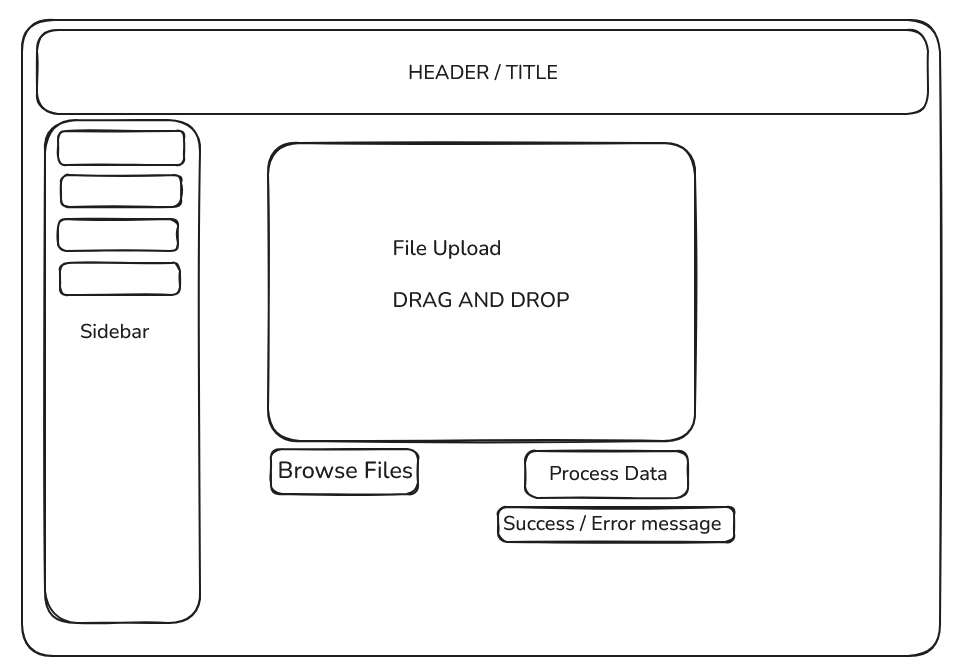 HEADER / TITLE
Sidebar
File Upload
DRAG AND DROP
Browse Files
Process Data
Success / Error message